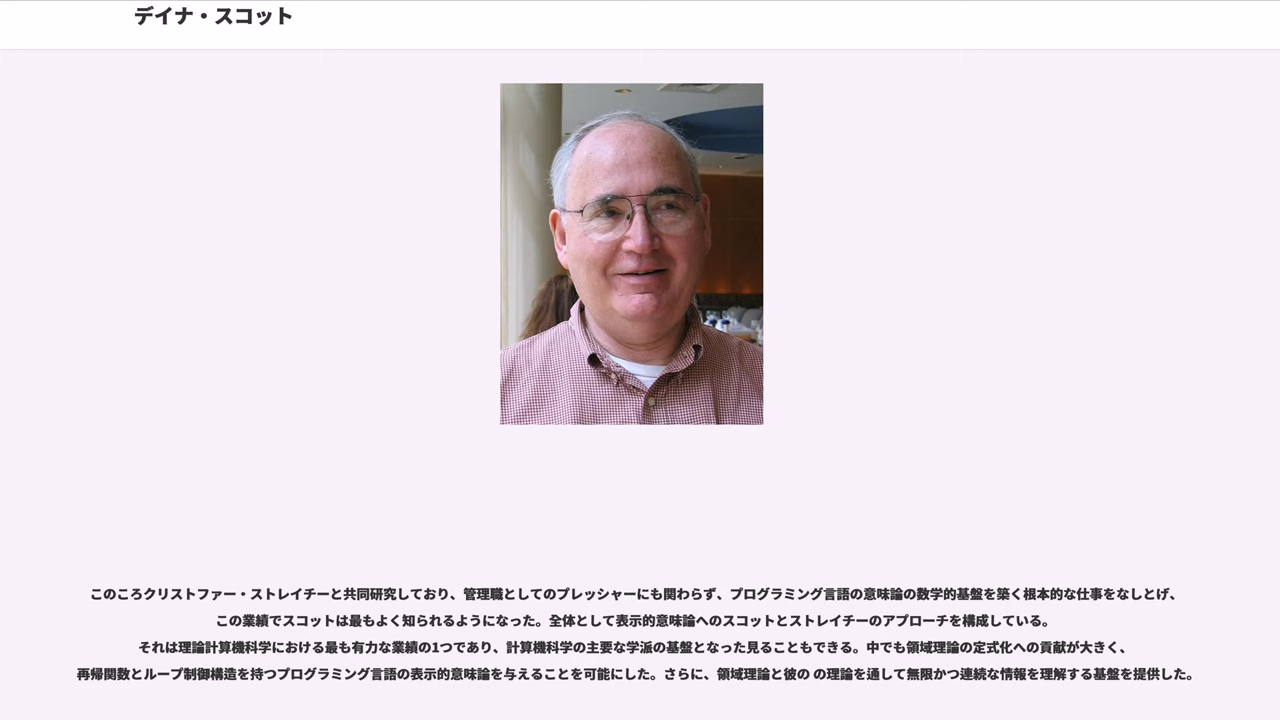 デイナ・スコット
このころクリストファー・ストレイチーと共同研究しており、管理職としてのプレッシャーにも関わらず、プログラミング言語の意味論の数学的基盤を築く根本的な仕事をなしとげ、
この業績でスコットは最もよく知られるようになった。全体として表示的意味論へのスコットとストレイチーのアプローチを構成している。
それは理論計算機科学における最も有力な業績の1つであり、計算機科学の主要な学派の基盤となった見ることもできる。中でも領域理論の定式化への貢献が大きく、
再帰関数とループ制御構造を持つプログラミング言語の表示的意味論を与えることを可能にした。さらに、領域理論と彼の の理論を通して無限かつ連続な情報を理解する基盤を提供した。